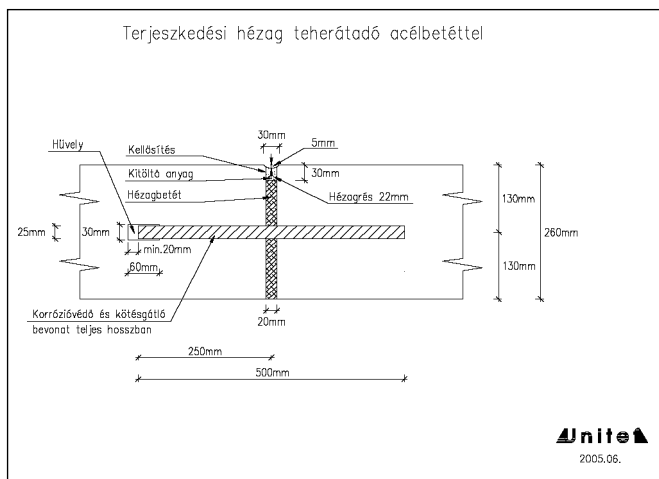 Terjeszkedési hézag teherátadó acélbetéttel
30mm
5mm
Hüvely
Kellősítés
Kitöltő anyag
30mm
Hézagbetét
Hézagrés 22mm
130mm
25mm
30mm
260mm
min.20mm
60mm
130mm
Korrózióvédő és kötésgátló
bevonat teljes hosszban
20mm
250mm
500mm
Unitef
2005.06.